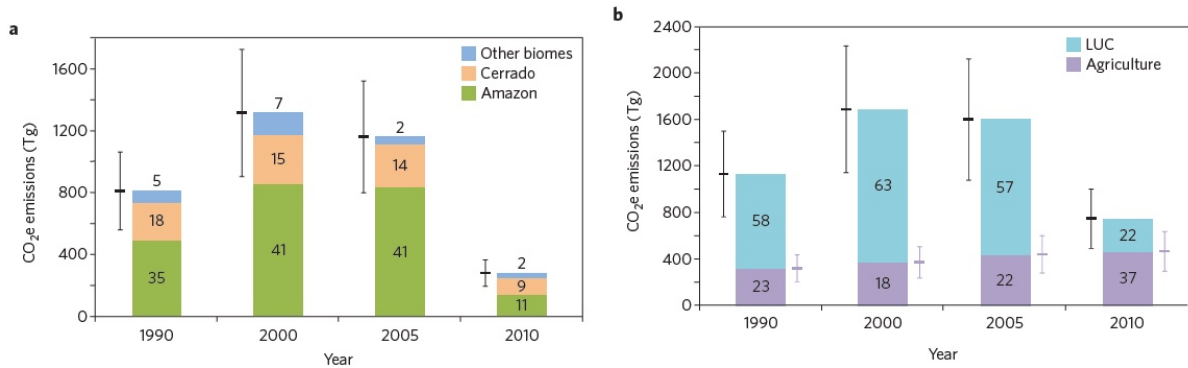 a
CO2e emissions (Tg)
1600
1200
800
400
0
Other biomes
Cerrado
Amazon
5
18
35
7
15
41
2
14
41
2
9
11
1990 2000 2005 2010
Year
b
CO2e emissions (Tg)
2400
2000
1600
1200
800
400
0
LUC
Agriculture
58
23
63
18
57
22
22
37
1990 2000 2005 2010
Year